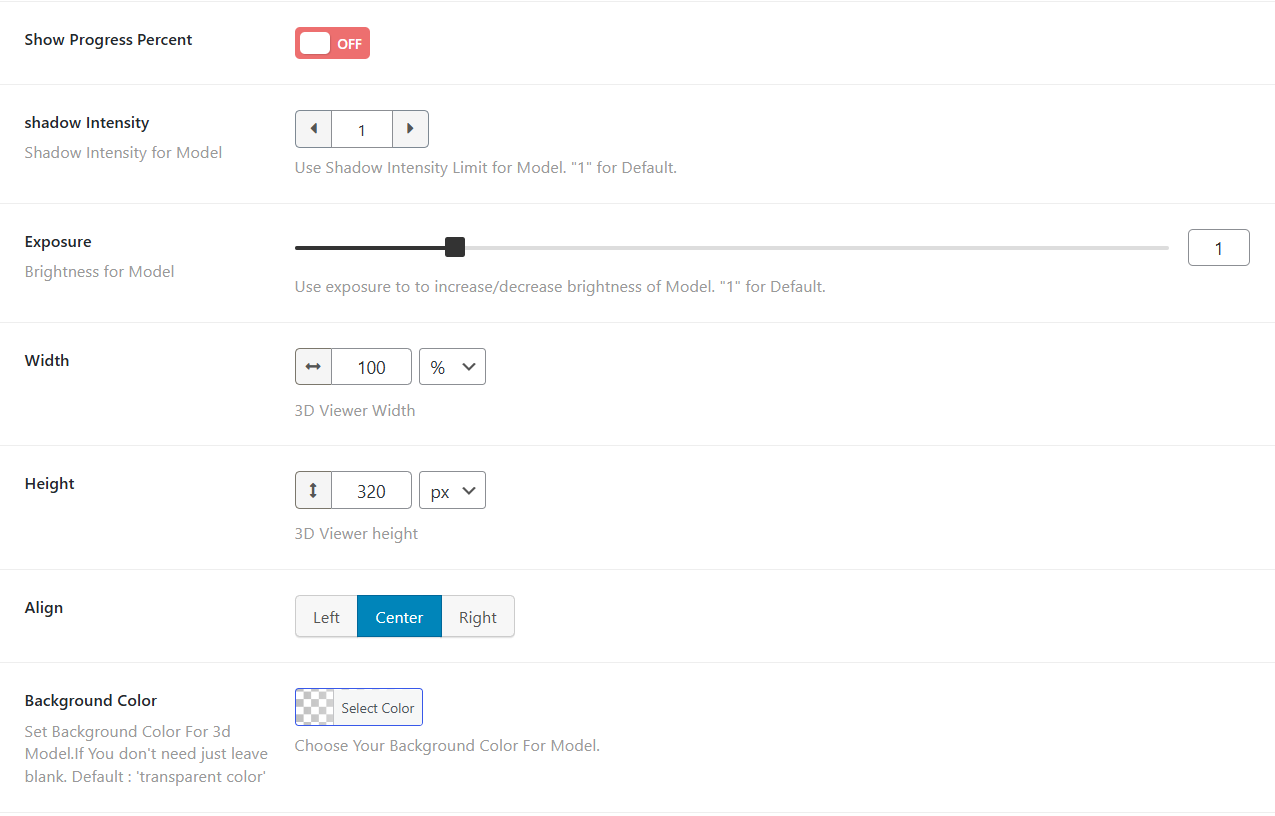 Show Progress Percent
OFF
shadow Intensity
Shadow Intensity for Model
1
Use Shadow Intensity Limit for Model. "1" for Default.
Exposure
Brightness for Model
1
Use exposure to to increase/decrease brightness of Model. "1" for Default.
Width
100
%
3D Viewer Width
Height
320
px
3D Viewer height
Align
Left
Center
Right
Background Color
Set Background Color For 3d
Model.If You don't need just leave
blank. Default : 'transparent color'
Select Color
Choose Your Background Color For Model.